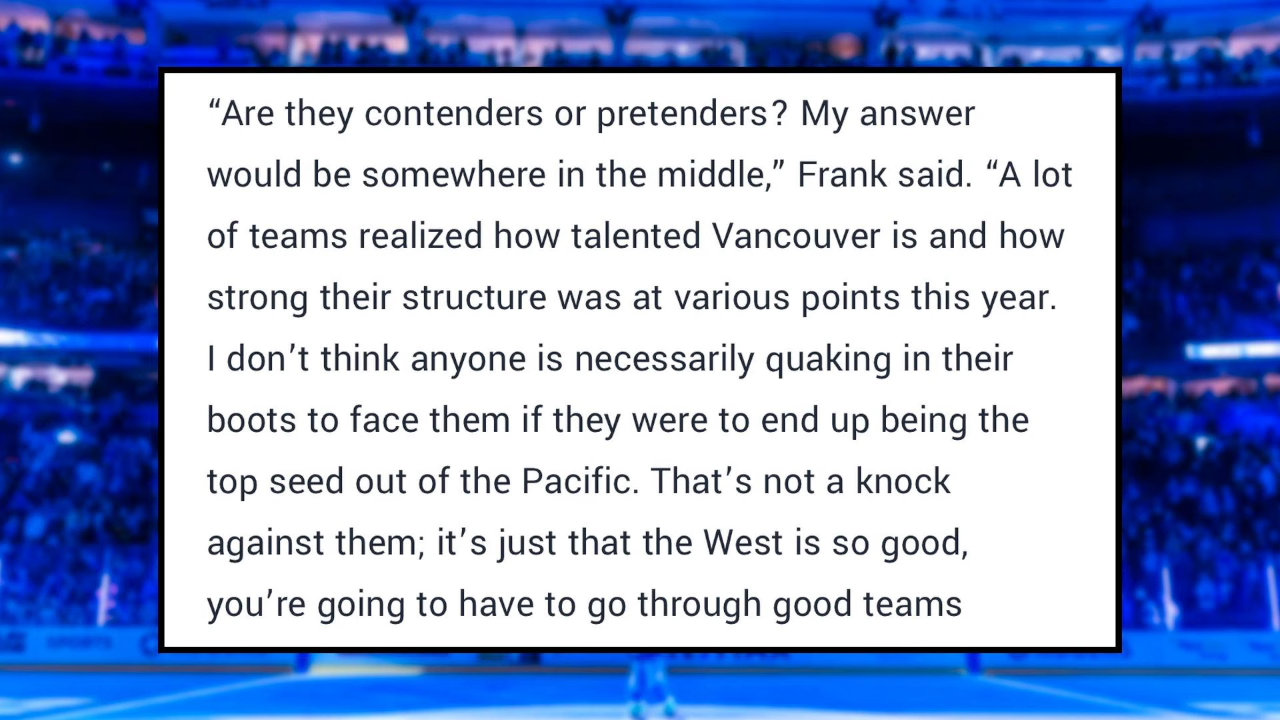 “Are they contenders or pretenders? My answer
would be somewhere in the middle,” Frank said. “A lot
of teams realized how talented Vancouver is and how
strong their structure was at various points this year.
I don’t think anyone is necessarily quaking in their
boots to face them if they were to end up being the
top seed out of the Pacific. That’s not a knock
against them; it’s just that the West is so good,
you’re going to have to go through good teams
SPORTS